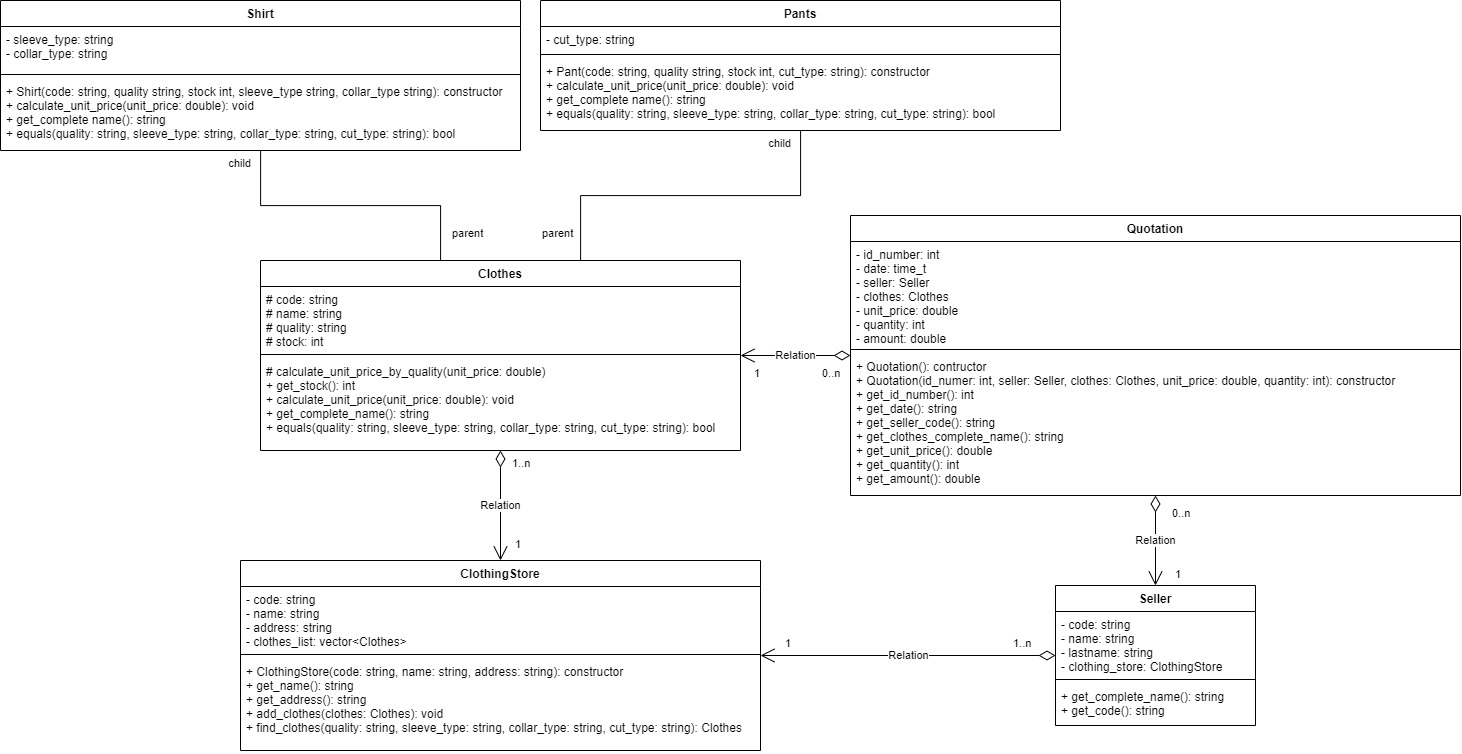 Shirt
- sleeve_type: string
- collar_type: string
+ Shirt(code: string, quality string, stock int, sleeve_type string, collar_type string): constructor
+ calculate_unit_price(unit_price: double): void
+ get_complete name(): string
+ equals(quality: string, sleeve_type: string, collar_type: string, cut_type: string): bool
child
parent
Pants
- cut_type: string
+ Pant(code: string, quality string, stock int, cut_type: string): constructor
+ calculate_unit_price(unit_price: double): void
+ get_complete name(): string
+ equals(quality: string, sleeve_type: string, collar_type: string, cut_type: string): bool
child
parent
Clothes
# code: string
# name: string
# quality: string
# stock: int
# calculate_unit_price_by_quality(unit_price: double)
+ get_stock(): int
+ calculate_unit_price(unit_price: double): void
+ get_complete_name(): string
+ equals(quality: string, sleeve_type: string, collar_type: string, cut_type: string): bool
Relation
1
0..n
Quotation
- id_number: int
- date: time_t
- seller: Seller
- clothes: Clothes
- unit_price: double
- quantity: int
- amount: double
+ Quotation(): contructor
+ Quotation(id_numer: int, seller: Seller, clothes: Clothes, unit_price: double, quantity: int): constructor
+ get_id_number(): int
+ get_date(): string
+ get_seller_code(): string
+ get_clothes_complete_name(): string
+ get_unit_price(): double
+ get_quantity(): int
+ get_amount(): double
1..n
Relation
1
0..n
Relation
1
ClothingStore
- code: string
- name: string
- address: string
- clothes_list: vector<Clothes>
+ ClothingStore(code: string, name: string, address: string): constructor
+ get_name(): string
+ get_address(): string
+ add_clothes(clothes: Clothes): void
+ find_clothes(quality: string, sleeve_type: string, collar_type: string, cut_type: string): Clothes
1
Relation
1..n
Seller
- code: string
- name: string
- lastname: string
- clothing_store: ClothingStore
+ get_complete_name(): string
+ get_code(): string